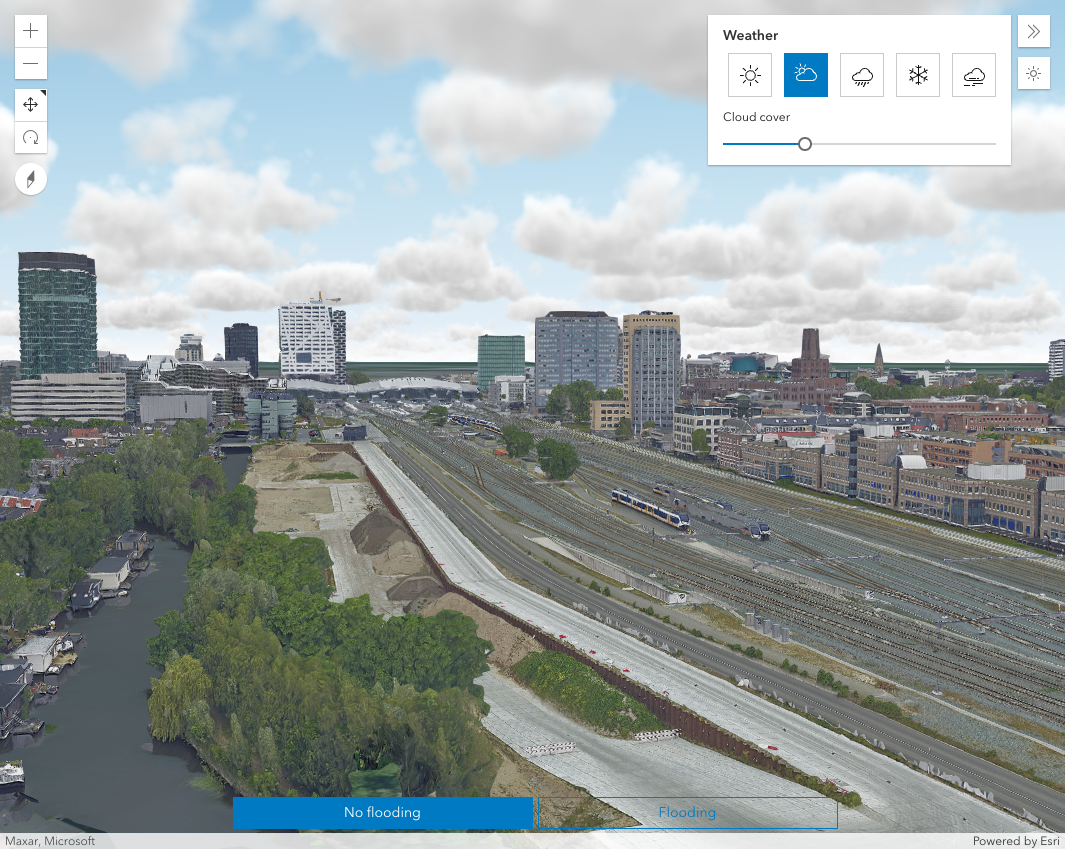 Weather
Cloud cover
No flooding
Flooding
Maxar, Microsoft
Powered by Esri